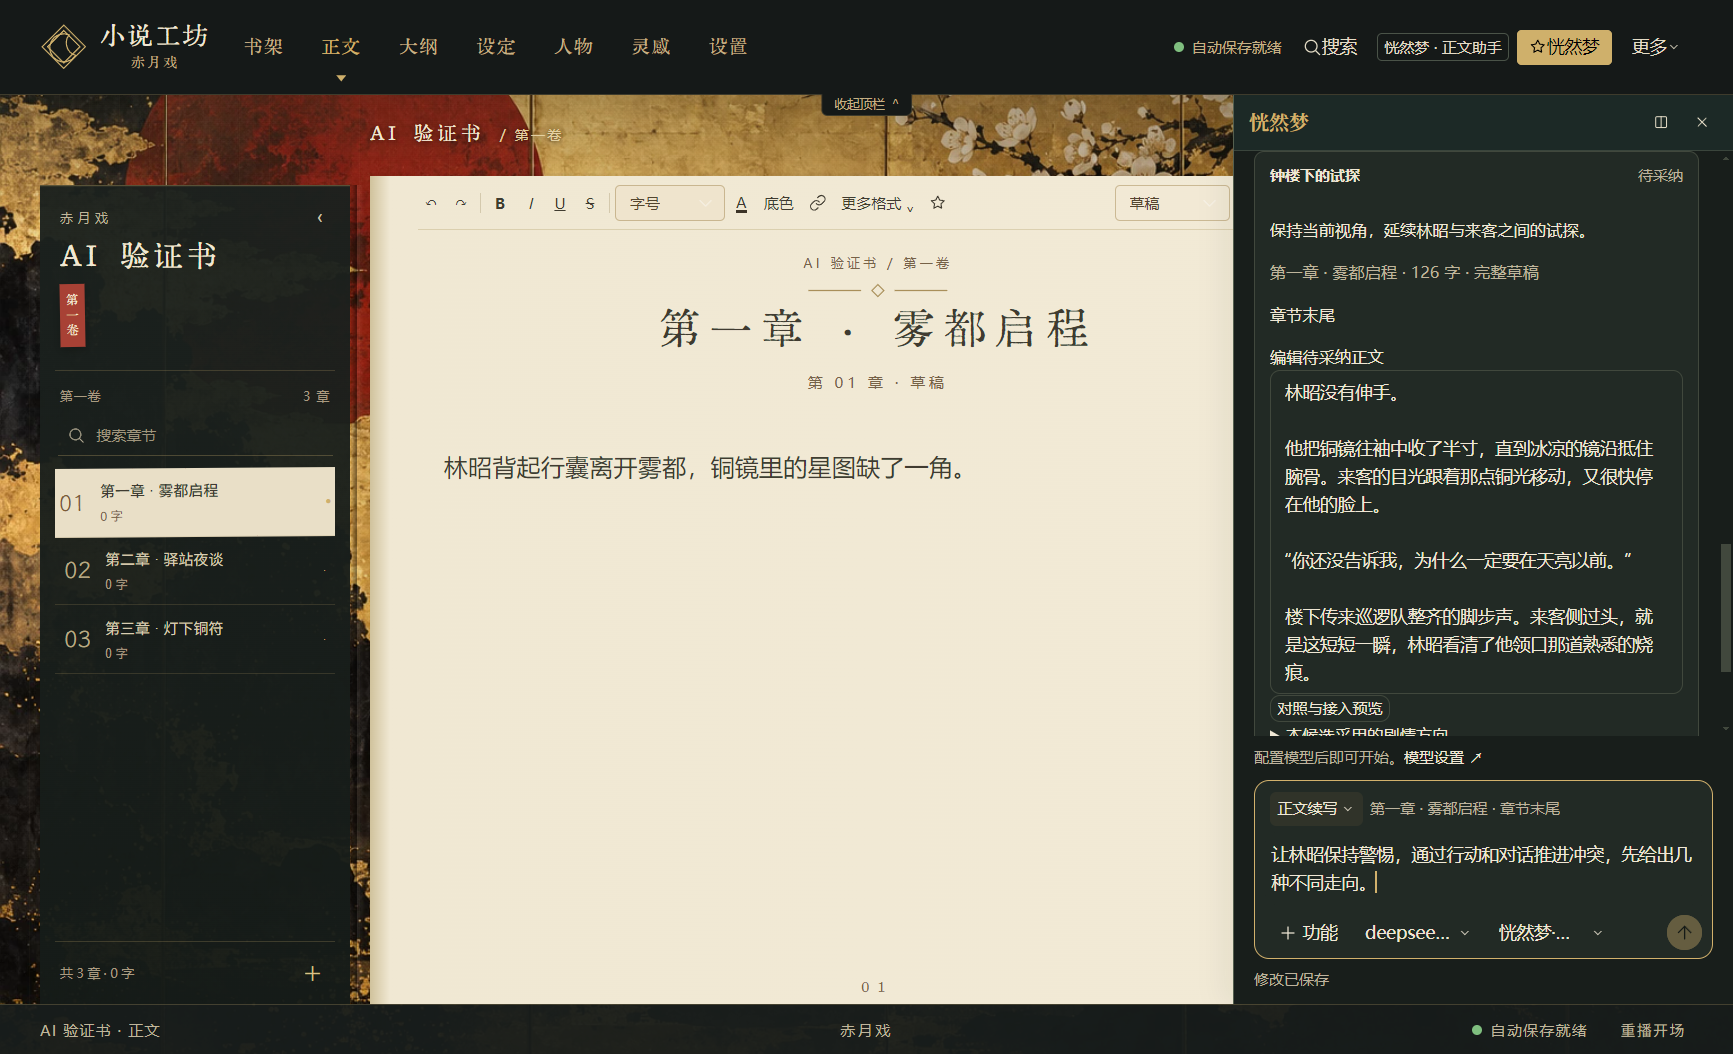 小说工坊
赤月戏
书架 正文 大纲 设定 人物 灵感 设置
自动保存就绪 搜索 恍然梦 · 正文助手 恍然梦 更多
收起顶栏 ^
AI 验证书 / 第一卷
赤月戏
AI 验证书
第一卷
第一卷 3 章
搜索章节
01 第一章 · 雾都启程
0 字
02 第二章 · 驿站夜谈
0 字
03 第三章 · 灯下铜符
0 字
共 3 章 · 0 字
B I U S 字号 A 底色 更多格式 草稿
AI 验证书 / 第一卷
第一章 · 雾都启程
第 01 章 · 草稿
林昭背起行囊离开雾都，铜镜里的星图缺了一角。
01
恍然梦
钟楼下的试探 待采纳
保持当前视角，延续林昭与来客之间的试探。
第一章 · 雾都启程 · 126 字 · 完整草稿
章节末尾
编辑待采纳正文
林昭没有伸手。
他把铜镜往袖中收了半寸，直到冰凉的镜沿抵住
腕骨。来客的目光跟着那点铜光移动，又很快停
在他的脸上。
“你还没告诉我，为什么一定要在天亮以前。”
楼下传来巡逻队整齐的脚步声。来客侧过头，就
是这短短一瞬，林昭看清了他领口那道熟悉的烧
痕。
对照与接入预览
本候选采用的剧情方向
配置模型后即可开始。模型设置 ↗
正文续写 第一章 · 雾都启程 · 章节末尾
让林昭保持警惕，通过行动和对话推进冲突，先给出几
种不同走向。
功能 deepsee... 恍然梦·...
修改已保存
AI 验证书 · 正文 赤月戏 自动保存就绪 重播开场